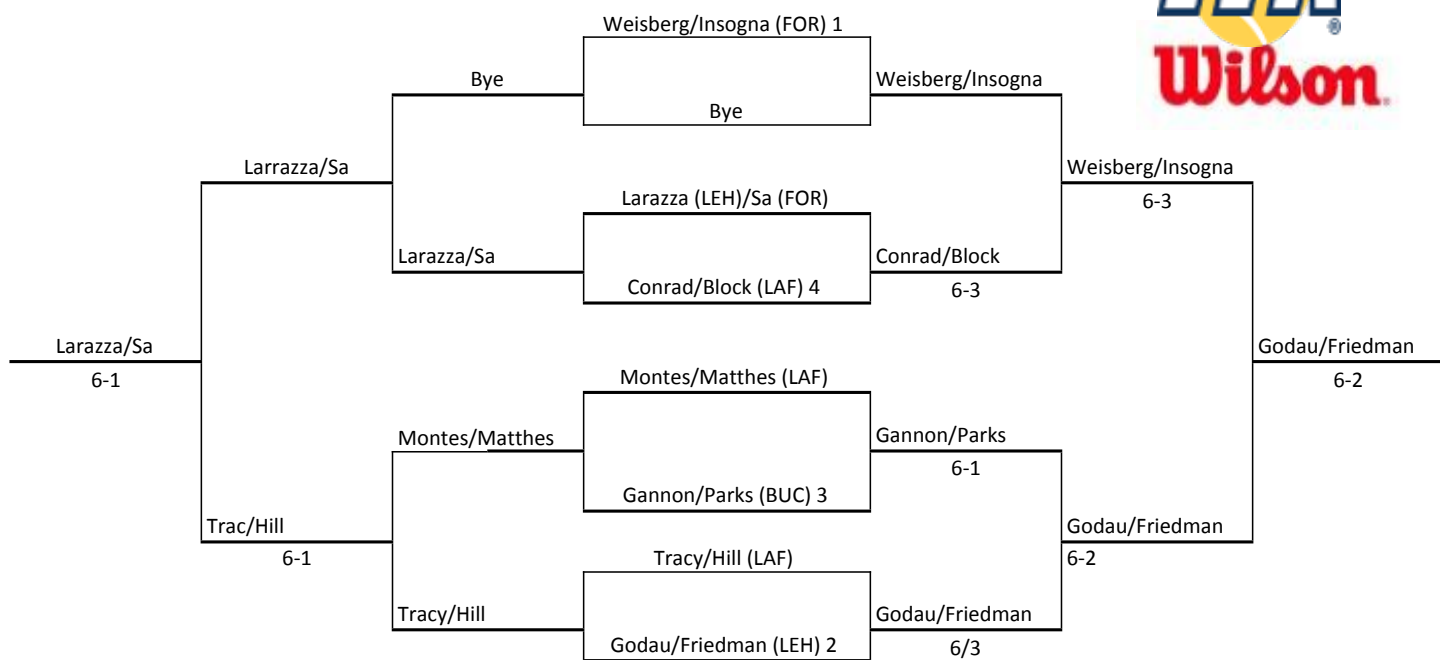 Weisberg/Insogna (FOR) 1
®
Wilson.
Bye
Weisberg/Insogna
Bye
Larrazza/Sa
Weisberg/Insogna
6-3
Larazza (LEH)/Sa (FOR)
Larazza/Sa
Conrad/Block
Conrad/Block (LAF) 4
6-3
Larazza/Sa
Godau/Friedman
6-1
6-2
Montes/Matthes (LAF)
Montes/Matthes
Gannon/Parks
6-1
Gannon/Parks (BUC) 3
Trac/Hill
Godau/Friedman
6-1
6-2
Tracy/Hill (LAF)
Tracy/Hill
Godau/Friedman
Godau/Friedman (LEH) 2
6/3